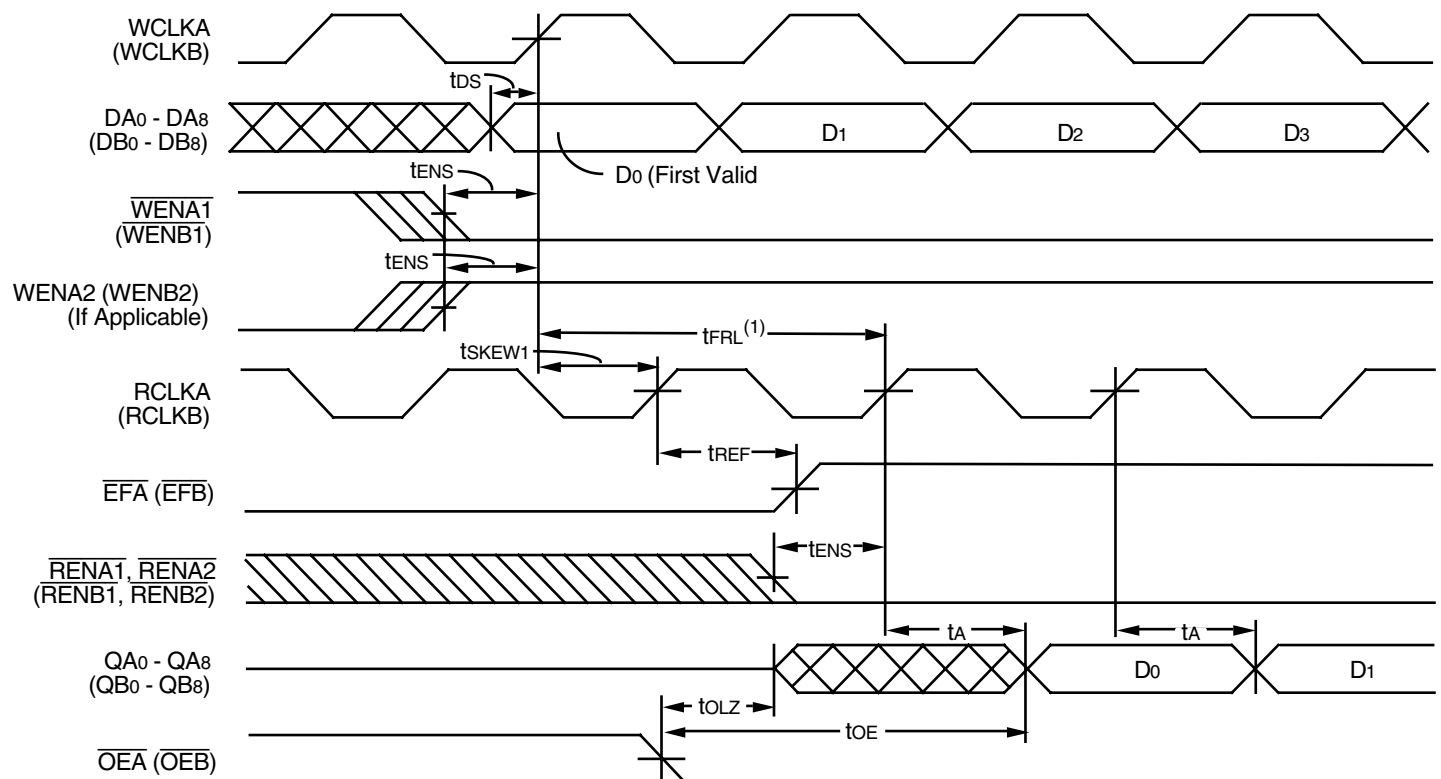 WCLKA
(WCLKB)
tDS
DA0 - DA8
(DB0 - DB8)
D1
D2
D3
D0 (First Valid
tENS
WENA1
(WENB1)
tENS
WENA2 (WENB2)
(If Applicable)
tFRL(1)
tSKEW1
RCLKA
(RCLKB)
tREF
EFA (EFB)
tENS
RENA1, RENA2
(RENB1, RENB2)
tA
tA
QA0 - QA8
(QB0 - QB8)
D0
D1
tOLZ
tOE
OEA (OEB)